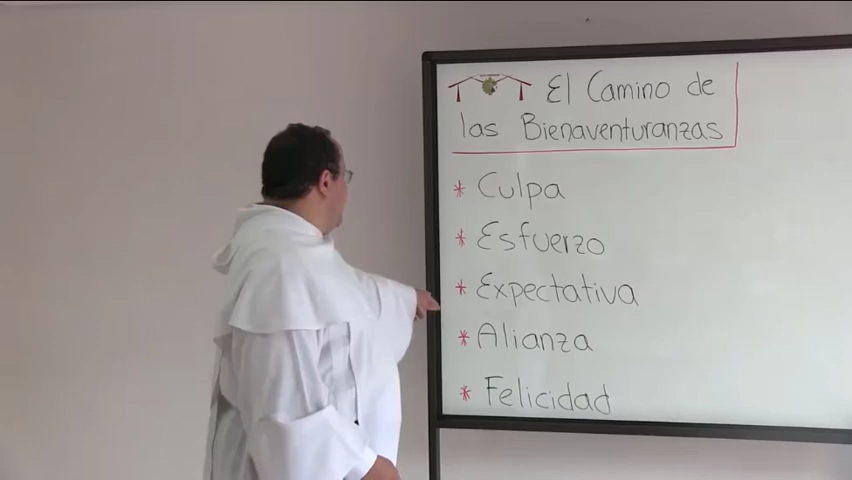 El Camino de
las Bienaventuranzas
* Culpa
* Esfuerzo
* Expectativa
* Alianza
* Felicidad